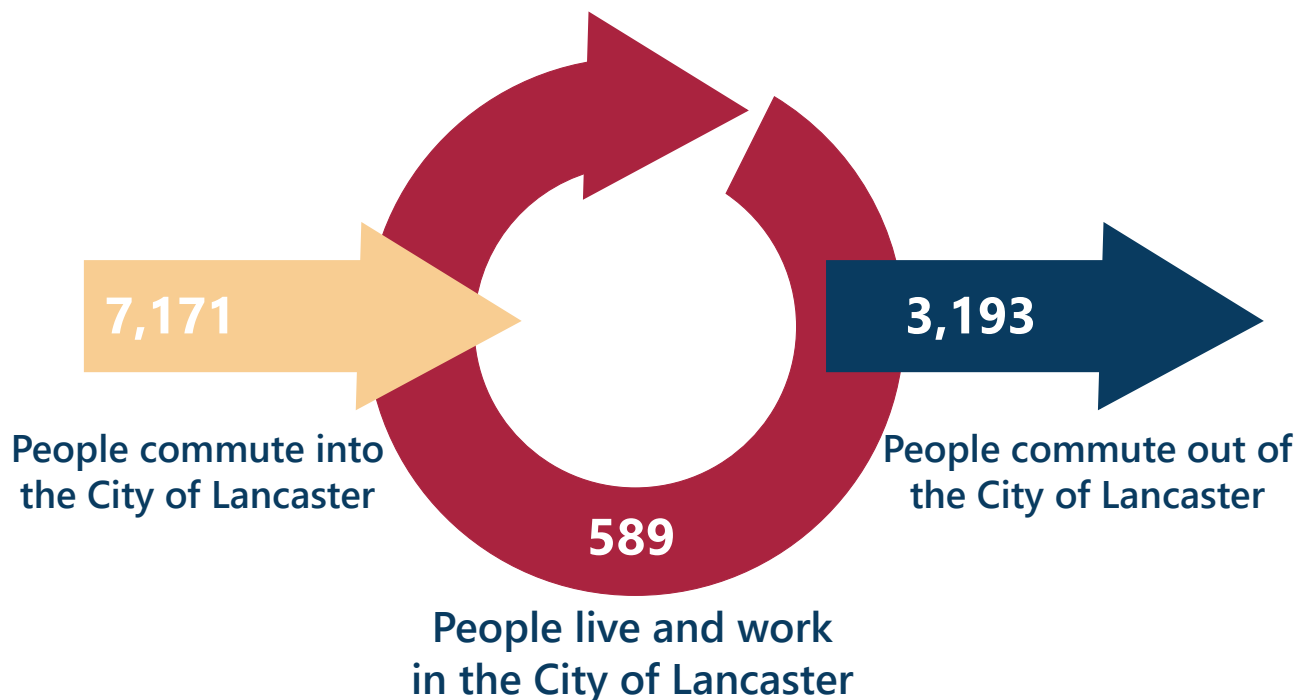 7,171
People commute into
the City of Lancaster
3,193
People commute out of
the City of Lancaster
589
People live and work
in the City of Lancaster